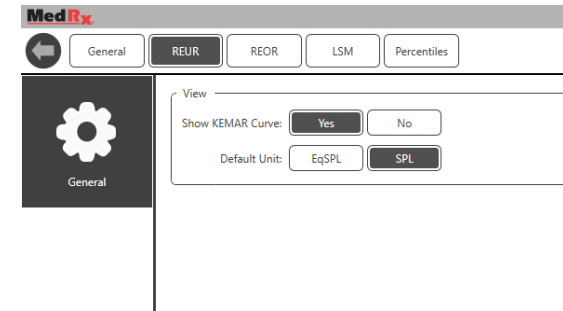 MedRx
General REUR REOR LSM Percentiles
View
Show KEMAR Curve: Yes No
Default Unit: EqSPL SPL
General